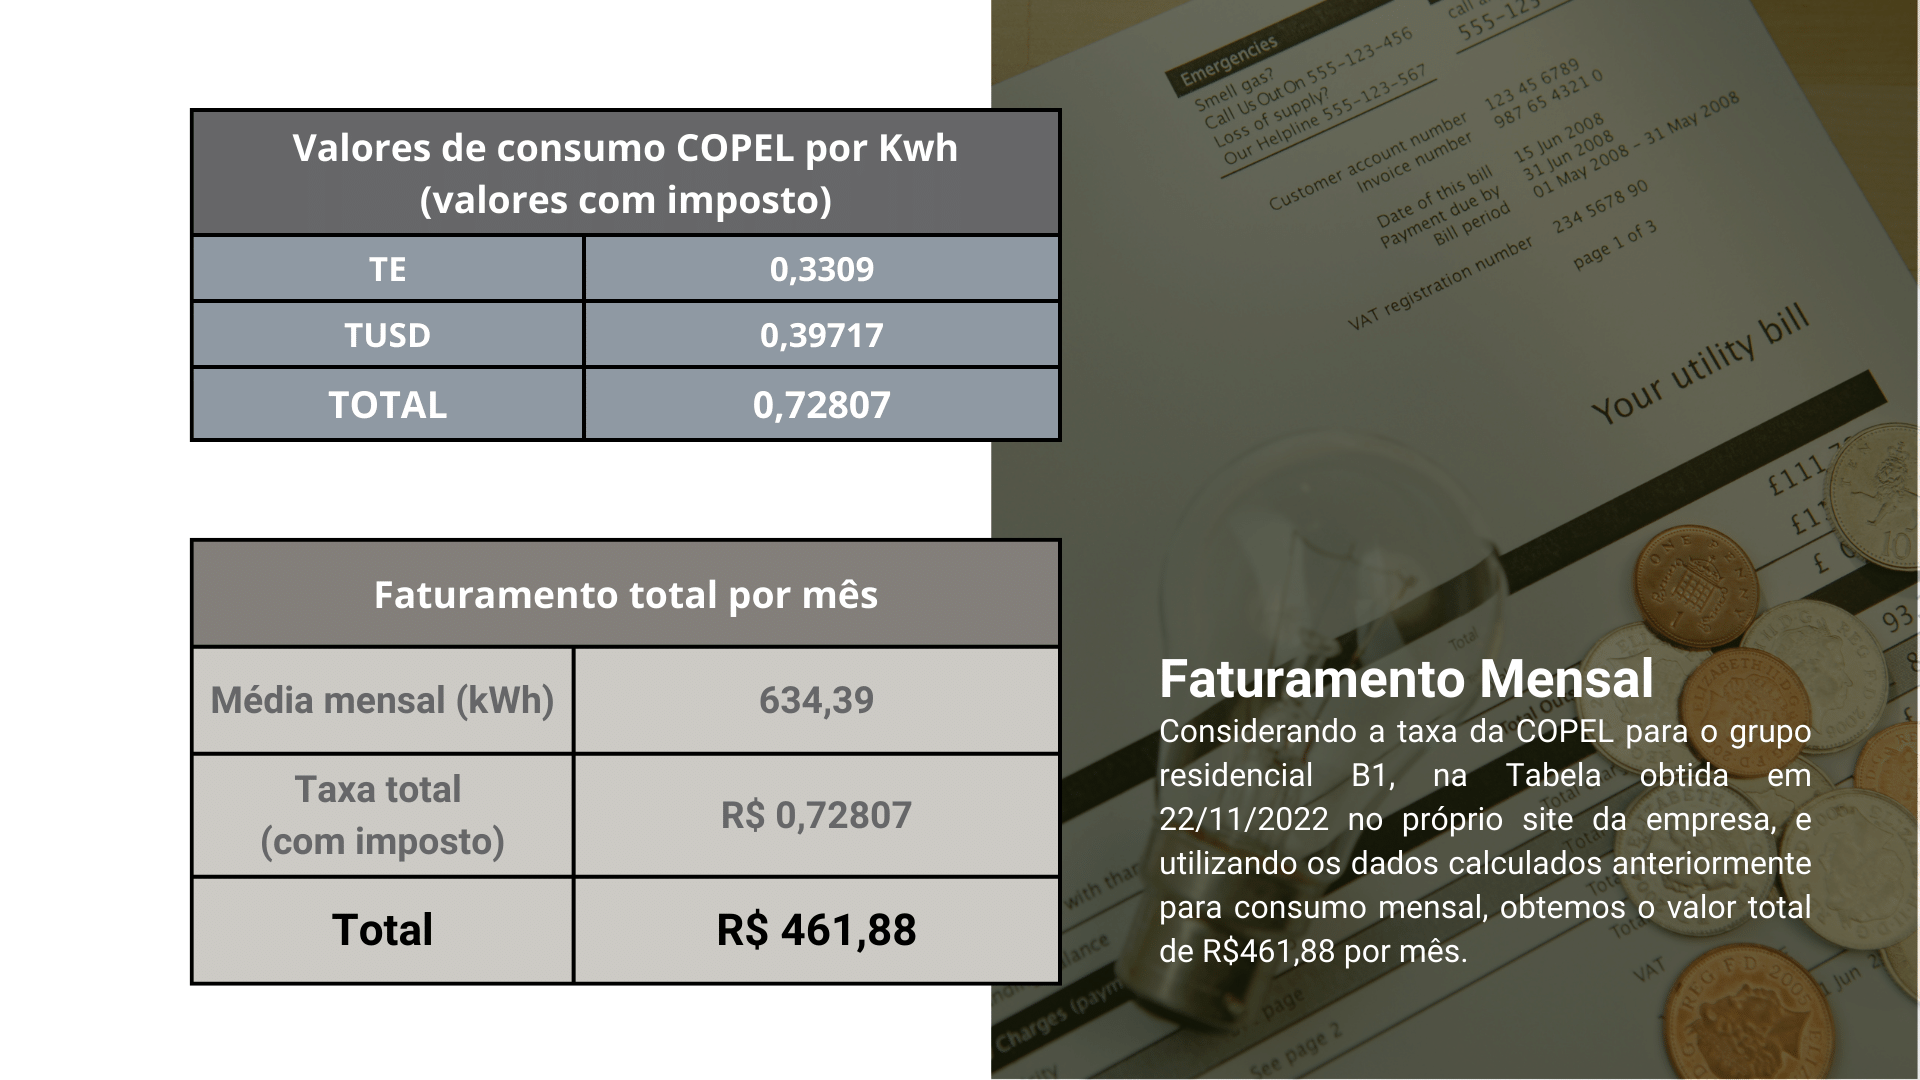 Valores de consumo COPEL por Kwh
(valores com imposto)
TE 0,3309
TUSD 0,39717
TOTAL 0,72807
Faturamento total por mês
Média mensal (kWh) 634,39
Taxa total
(com imposto)
R$ 0,72807
Total R$ 461,88
Emergencies
Smell gas?
Call Us Out On 555-123-456
Loss of supply?
Our Helpline 555-123-567
555-123
Customer account number 123 45 6789
Invoice number 987 65 4321 0
Date of this bill 15 Jun 2008
Payment due by 31 Jun 2008
Bill period 01 May 2008 - 31 May 2008
VAT registration number 234 5678 90
page 1 of 3
Your utility bill
£111
ONE PENNY
10
93
Total
Faturamento Mensal
Considerando a taxa da COPEL para o grupo
residencial B1, na Tabela obtida em
22/11/2022 no próprio site da empresa, e
utilizando os dados calculados anteriormente
para consumo mensal, obtemos o valor total
de R$461,88 por mês.
VAT
Charges
page
See page 2